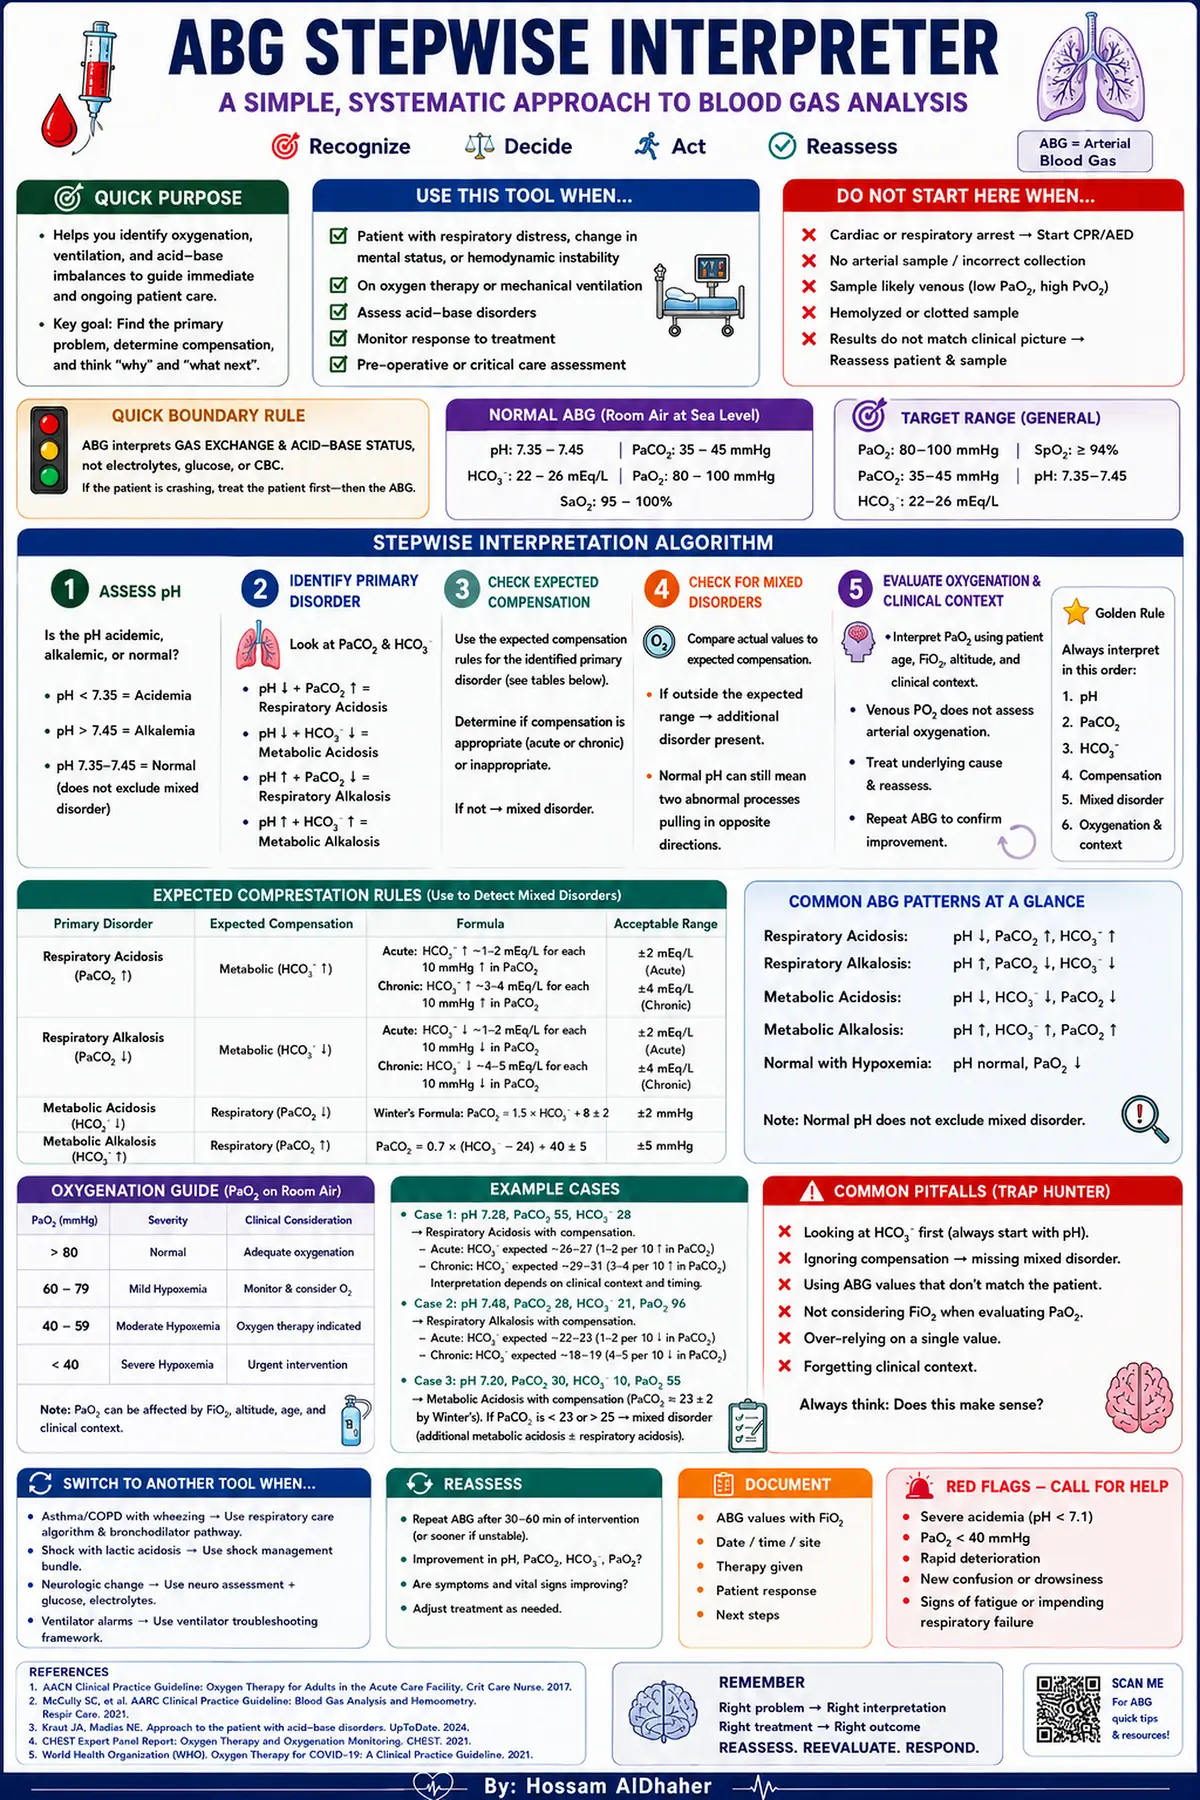 ABG STEPWISE INTERPRETER
A SIMPLE, SYSTEMATIC APPROACH TO BLOOD GAS ANALYSIS
Recognize
Decide
Act
Reassess
ABG = Arterial
Blood Gas
QUICK PURPOSE
• Helps you identify oxygenation,
ventilation, and acid–base
imbalances to guide immediate
and ongoing patient care.
• Key goal: Find the primary
problem, determine compensation,
and think "why" and "what next".
USE THIS TOOL WHEN...
Patient with respiratory distress, change in
mental status, or hemodynamic instability
On oxygen therapy or mechanical ventilation
Assess acid–base disorders
Monitor response to treatment
Pre-operative or critical care assessment
DO NOT START HERE WHEN...
Cardiac or respiratory arrest → Start CPR/AED
No arterial sample / incorrect collection
Sample likely venous (low PaO₂, high PvO₂)
Hemolyzed or clotted sample
Results do not match clinical picture →
Reassess patient & sample
QUICK BOUNDARY RULE
ABG interprets GAS EXCHANGE & ACID–BASE STATUS,
not electrolytes, glucose, or CBC.
If the patient is crashing, treat the patient first—then the ABG.
NORMAL ABG (Room Air at Sea Level)
pH: 7.35 – 7.45 | PaCO₂: 35 – 45 mmHg
HCO₃⁻: 22 – 26 mEq/L | PaO₂: 80 – 100 mmHg
SaO₂: 95 – 100%
TARGET RANGE (GENERAL)
PaO₂: 80–100 mmHg | SpO₂: ≥ 94%
PaCO₂: 35–45 mmHg | pH: 7.35–7.45
HCO₃⁻: 22–26 mEq/L
STEPWISE INTERPRETATION ALGORITHM
1 ASSESS pH
Is the pH acidemic,
alkalemic, or normal?
• pH < 7.35 = Acidemia
• pH > 7.45 = Alkalemia
• pH 7.35–7.45 = Normal
(does not exclude mixed
disorder)
2 IDENTIFY PRIMARY
DISORDER
Look at PaCO₂ & HCO₃⁻
• pH ↓ + PaCO₂ ↑ =
Respiratory Acidosis
• pH ↓ + HCO₃⁻ ↓ =
Metabolic Acidosis
• pH ↑ + PaCO₂ ↓ =
Respiratory Alkalosis
• pH ↑ + HCO₃⁻ ↑ =
Metabolic Alkalosis
3 CHECK EXPECTED
COMPENSATION
Use the expected compensation
rules for the identified primary
disorder (see tables below).
Determine if compensation is
appropriate (acute or chronic)
or inappropriate.
If not → mixed disorder.
4 CHECK FOR MIXED
DISORDERS
O₂
Compare actual values to
expected compensation.
• If outside the expected
range → additional
disorder present.
• Normal pH can still mean
two abnormal processes
pulling in opposite
directions.
5 EVALUATE OXYGENATION &
CLINICAL CONTEXT
• Interpret PaO₂ using patient
age, FiO₂, altitude, and
clinical context.
• Venous PO₂ does not assess
arterial oxygenation.
• Treat underlying cause
& reassess.
• Repeat ABG to confirm
improvement.
Golden Rule
Always interpret
in this order:
1. pH
2. PaCO₂
3. HCO₃⁻
4. Compensation
5. Mixed disorder
6. Oxygenation &
context
EXPECTED COMPRESTATION RULES (Use to Detect Mixed Disorders)
Primary Disorder
Expected Compensation
Formula
Acceptable Range
Respiratory Acidosis
(PaCO₂ ↑)
Metabolic (HCO₃⁻ ↑)
Acute: HCO₃⁻ ↑ ~1–2 mEq/L for each
10 mmHg ↑ in PaCO₂
Chronic: HCO₃⁻ ↑ ~3–4 mEq/L for each
10 mmHg ↑ in PaCO₂
±2 mEq/L
(Acute)
±4 mEq/L
(Chronic)
Respiratory Alkalosis
(PaCO₂ ↓)
Metabolic (HCO₃⁻ ↓)
Acute: HCO₃⁻ ↓ ~1–2 mEq/L for each
10 mmHg ↓ in PaCO₂
Chronic: HCO₃⁻ ↓ ~4–5 mEq/L for each
10 mmHg ↓ in PaCO₂
±2 mEq/L
(Acute)
±4 mEq/L
(Chronic)
Metabolic Acidosis
(HCO₂⁻ ↓)
Respiratory (PaCO₂ ↓)
Winter's Formula: PaCO₂ = 1.5 × HCO₃⁻ + 8 ± 2
±2 mmHg
Metabolic Alkalosis
(HCO₃⁻ ↑)
Respiratory (PaCO₂ ↑)
PaCO₂ = 0.7 × (HCO₃⁻ – 24) + 40 ± 5
±5 mmHg
COMMON ABG PATTERNS AT A GLANCE
Respiratory Acidosis: pH ↓, PaCO₂ ↑, HCO₃⁻ ↑
Respiratory Alkalosis: pH ↑, PaCO₂ ↓, HCO₃⁻ ↓
Metabolic Acidosis: pH ↓, HCO₃⁻ ↓, PaCO₂ ↓
Metabolic Alkalosis: pH ↑, HCO₃⁻ ↑, PaCO₂ ↑
Normal with Hypoxemia: pH normal, PaO₂ ↓
Note: Normal pH does not exclude mixed disorder.
OXYGENATION GUIDE (PaO₂ on Room Air)
PaO₂ (mmHg) Severity Clinical Consideration
> 80 Normal Adequate oxygenation
60 – 79 Mild Hypoxemia Monitor & consider O₂
40 – 59 Moderate Hypoxemia Oxygen therapy indicated
< 40 Severe Hypoxemia Urgent intervention
Note: PaO₂ can be affected by FiO₂, altitude, age, and
clinical context.
EXAMPLE CASES
• Case 1: pH 7.28, PaCO₂ 55, HCO₃⁻ 28
→ Respiratory Acidosis with compensation.
– Acute: HCO₃⁻ expected ~26–27 (1–2 per 10 ↑ in PaCO₂)
– Chronic: HCO₃⁻ expected ~29–31 (3–4 per 10 ↑ in PaCO₂)
Interpretation depends on clinical context and timing.
• Case 2: pH 7.48, PaCO₂ 28, HCO₃⁻ 21, PaO₂ 96
→ Respiratory Alkalosis with compensation.
– Acute: HCO₃⁻ expected ~22–23 (1–2 per 10 ↓ in PaCO₂)
– Chronic: HCO₃⁻ expected ~18–19 (4–5 per 10 ↓ in PaCO₂)
• Case 3: pH 7.20, PaCO₂ 30, HCO₃⁻ 10, PaO₂ 55
→ Metabolic Acidosis with compensation (PaCO₂ ≈ 23 ± 2
by Winter's). If PaCO₂ is < 23 or > 25 → mixed disorder
(additional metabolic acidosis ± respiratory acidosis).
COMMON PITFALLS (TRAP HUNTER)
Looking at HCO₃⁻ first (always start with pH).
Ignoring compensation → missing mixed disorder.
Using ABG values that don't match the patient.
Not considering FiO₂ when evaluating PaO₂.
Over-relying on a single value.
Forgetting clinical context.
Always think: Does this make sense?
SWITCH TO ANOTHER TOOL WHEN...
• Asthma/COPD with wheezing → Use respiratory care
algorithm & bronchodilator pathway.
• Shock with lactic acidosis → Use shock management
bundle.
• Neurologic change → Use neuro assessment +
glucose, electrolytes.
• Ventilator alarms → Use ventilator troubleshooting
framework.
REASSESS
• Repeat ABG after 30–60 min of intervention
(or sooner if unstable).
• Improvement in pH, PaCO₂, HCO₃⁻, PaO₂?
• Are symptoms and vital signs improving?
• Adjust treatment as needed.
DOCUMENT
• ABG values with FiO₂
• Date / time / site
• Therapy given
• Patient response
• Next steps
RED FLAGS – CALL FOR HELP
• Severe acidemia (pH < 7.1)
• PaO₂ < 40 mmHg
• Rapid deterioration
• New confusion or drowsiness
• Signs of fatigue or impending
respiratory failure
REFERENCES
1. AACN Clinical Practice Guideline: Oxygen Therapy for Adults in the Acute Care Facility. Crit Care Nurse. 2017.
2. McCully SC, et al. AARC Clinical Practice Guideline: Blood Gas Analysis and Hemoometry.
Respir Care. 2021.
3. Kraut JA, Madias NE. Approach to the patient with acid–base disorders. UpToDate. 2024.
4. CHEST Expert Panel Report: Oxygen Therapy and Oxygenation Monitoring. CHEST. 2021.
5. World Health Organization (WHO). Oxygen Therapy for COVID-19: A Clinical Practice Guideline. 2021.
REMEMBER
Right problem → Right interpretation
Right treatment → Right outcome
REASSESS. REEVALUATE. RESPOND.
SCAN ME
For ABG
quick tips
& resources!
By: Hossam AlDhaher